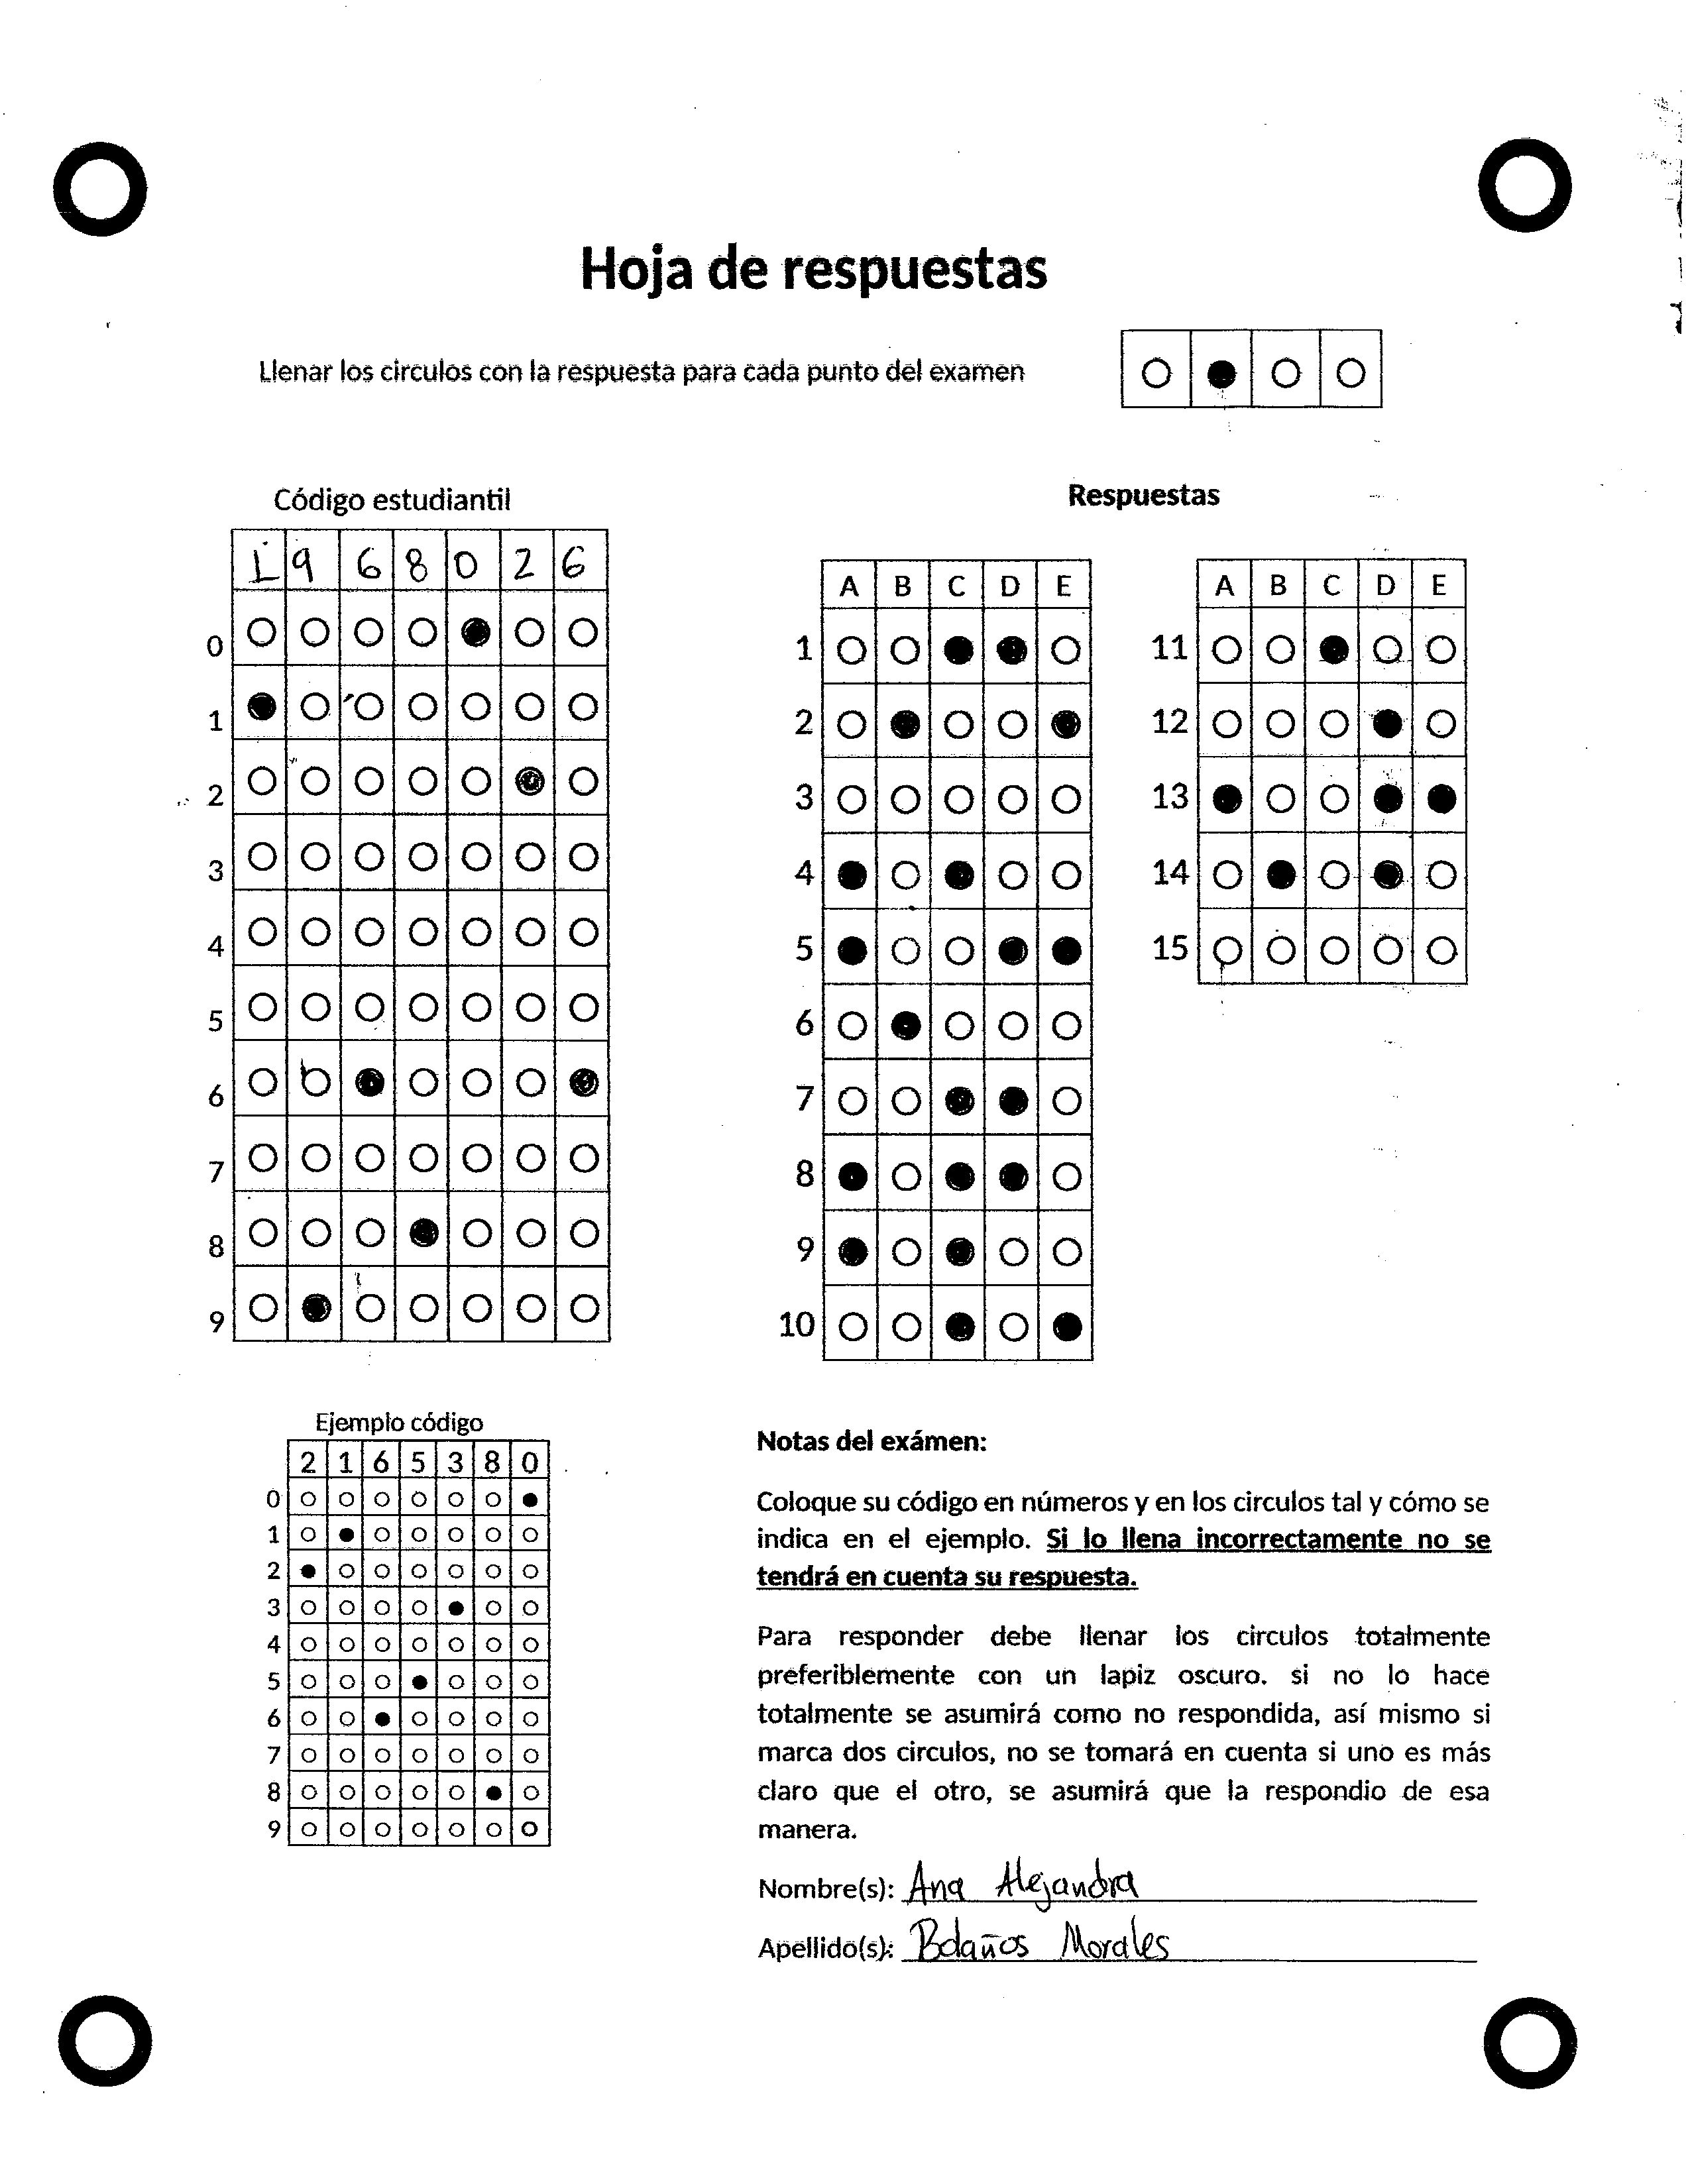 Hoja de respuestas
Llenar los circulos con la respuesta para cada punto del examen
Código estudiantil
1 9 6 8 0 2 6
0
1
2
3
4
5
6
7
8
9
Respuestas
A B C D E
1
2
3
4
5
6
7
8
9
10
A B C D E
11
12
13
14
15
Ejemplo código
2 1 6 5 3 8 0
0
1
2
3
4
5
6
7
8
9
Notas del exámen:
Coloque su código en números y en los circulos tal y cómo se
indica en el ejemplo. Si lo llena incorrectamente no se
tendrá en cuenta su respuesta.
Para responder debe llenar los circulos totalmente
preferiblemente con un lapiz oscuro. si no lo hace
totalmente se asumirá como no respondida, así mismo si
marca dos circulos, no se tomará en cuenta si uno es más
claro que el otro, se asumirá que la respondio de esa
manera.
Nombre(s): Ana Alejandra
Apellido(s): Bolaños Morales